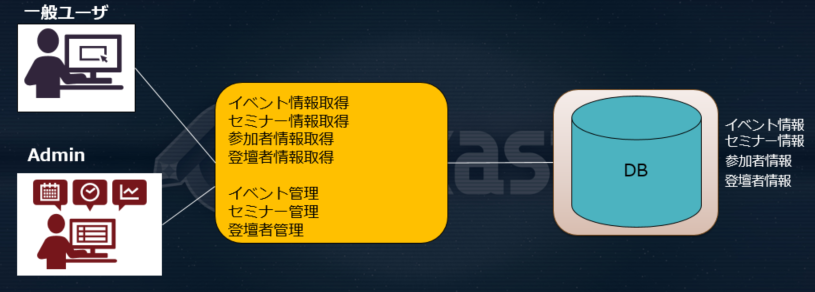 一般ユーザ
Admin
イベント情報取得
セミナー情報取得
参加者情報取得
登壇者情報取得
イベント管理
セミナー管理
登壇者管理
DB
イベント情報
セミナー情報
参加者情報
登壇者情報